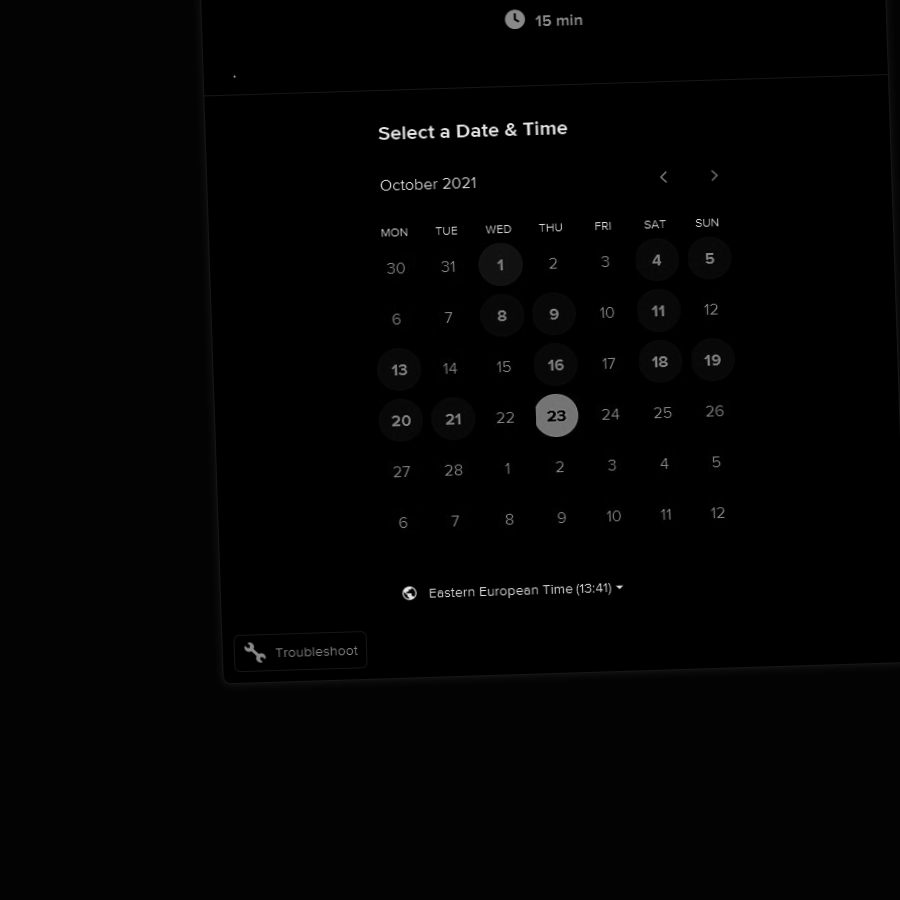 15 min
.
Select a Date & Time
October 2021
MON TUE WED THU FRI SAT SUN
30 31 1 2 3 4 5
6 7 8 9 10 11 12
13 14 15 16 17 18 19
20 21 22 23 24 25 26
27 28 1 2 3 4 5
6 7 8 9 10 11 12
Eastern European Time (13:41)
Troubleshoot